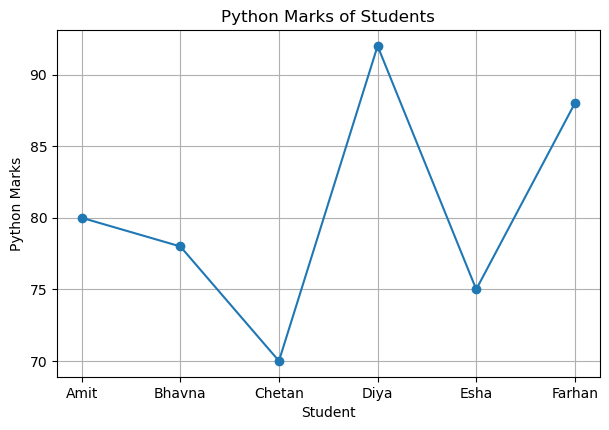 Python Marks of Students
Python Marks
90
85
80
75
70
Amit Bhavna Chetan Diya Esha Farhan
Student